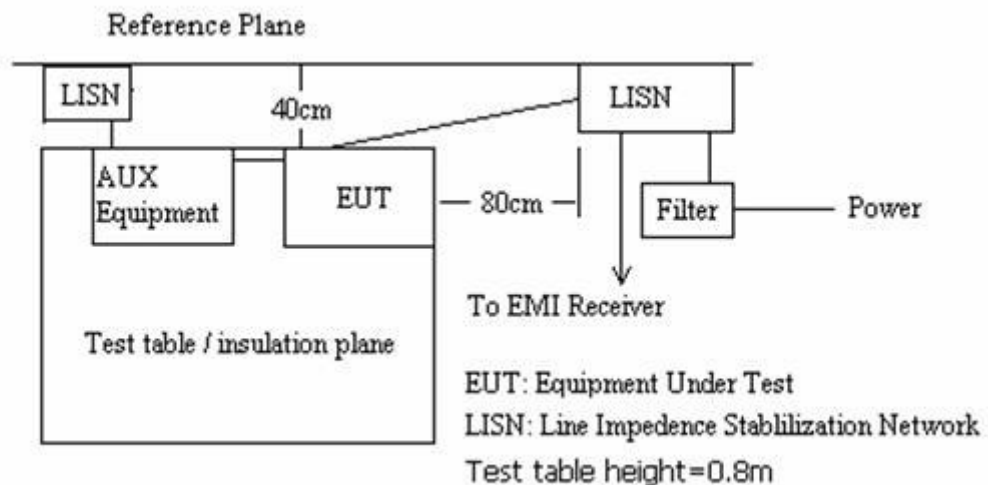 Reference Plane
LISN
40cm
LISN
AUX
Equipment
EUT
80cm
Filter
Power
To EMI Receiver
Test table / insulation plane
EUT: Equipment Under Test
LISN: Line Impedence Stablilization Network
Test table height=0.8m